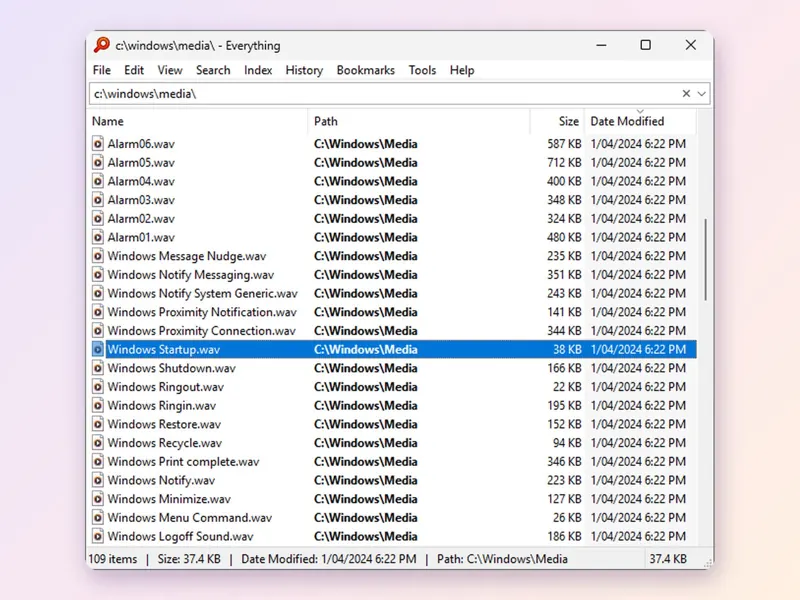 c:\windows\media\ - Everything
File Edit View Search Index History Bookmarks Tools Help
c:\windows\media\
Name Path Size Date Modified
Alarm06.wav C:\Windows\Media 587 KB 1/04/2024 6:22 PM
Alarm05.wav C:\Windows\Media 712 KB 1/04/2024 6:22 PM
Alarm04.wav C:\Windows\Media 400 KB 1/04/2024 6:22 PM
Alarm03.wav C:\Windows\Media 348 KB 1/04/2024 6:22 PM
Alarm02.wav C:\Windows\Media 324 KB 1/04/2024 6:22 PM
Alarm01.wav C:\Windows\Media 480 KB 1/04/2024 6:22 PM
Windows Message Nudge.wav C:\Windows\Media 235 KB 1/04/2024 6:22 PM
Windows Notify Messaging.wav C:\Windows\Media 351 KB 1/04/2024 6:22 PM
Windows Notify System Generic.wav C:\Windows\Media 243 KB 1/04/2024 6:22 PM
Windows Proximity Notification.wav C:\Windows\Media 141 KB 1/04/2024 6:22 PM
Windows Proximity Connection.wav C:\Windows\Media 344 KB 1/04/2024 6:22 PM
Windows Startup.wav C:\Windows\Media 38 KB 1/04/2024 6:22 PM
Windows Shutdown.wav C:\Windows\Media 166 KB 1/04/2024 6:22 PM
Windows Ringout.wav C:\Windows\Media 22 KB 1/04/2024 6:22 PM
Windows Ringin.wav C:\Windows\Media 195 KB 1/04/2024 6:22 PM
Windows Restore.wav C:\Windows\Media 152 KB 1/04/2024 6:22 PM
Windows Recycle.wav C:\Windows\Media 94 KB 1/04/2024 6:22 PM
Windows Print complete.wav C:\Windows\Media 346 KB 1/04/2024 6:22 PM
Windows Notify.wav C:\Windows\Media 223 KB 1/04/2024 6:22 PM
Windows Minimize.wav C:\Windows\Media 127 KB 1/04/2024 6:22 PM
Windows Menu Command.wav C:\Windows\Media 26 KB 1/04/2024 6:22 PM
Windows Logoff Sound.wav C:\Windows\Media 186 KB 1/04/2024 6:22 PM
109 items | Size: 37.4 KB | Date Modified: 1/04/2024 6:22 PM | Path: C:\Windows\Media 37.4 KB